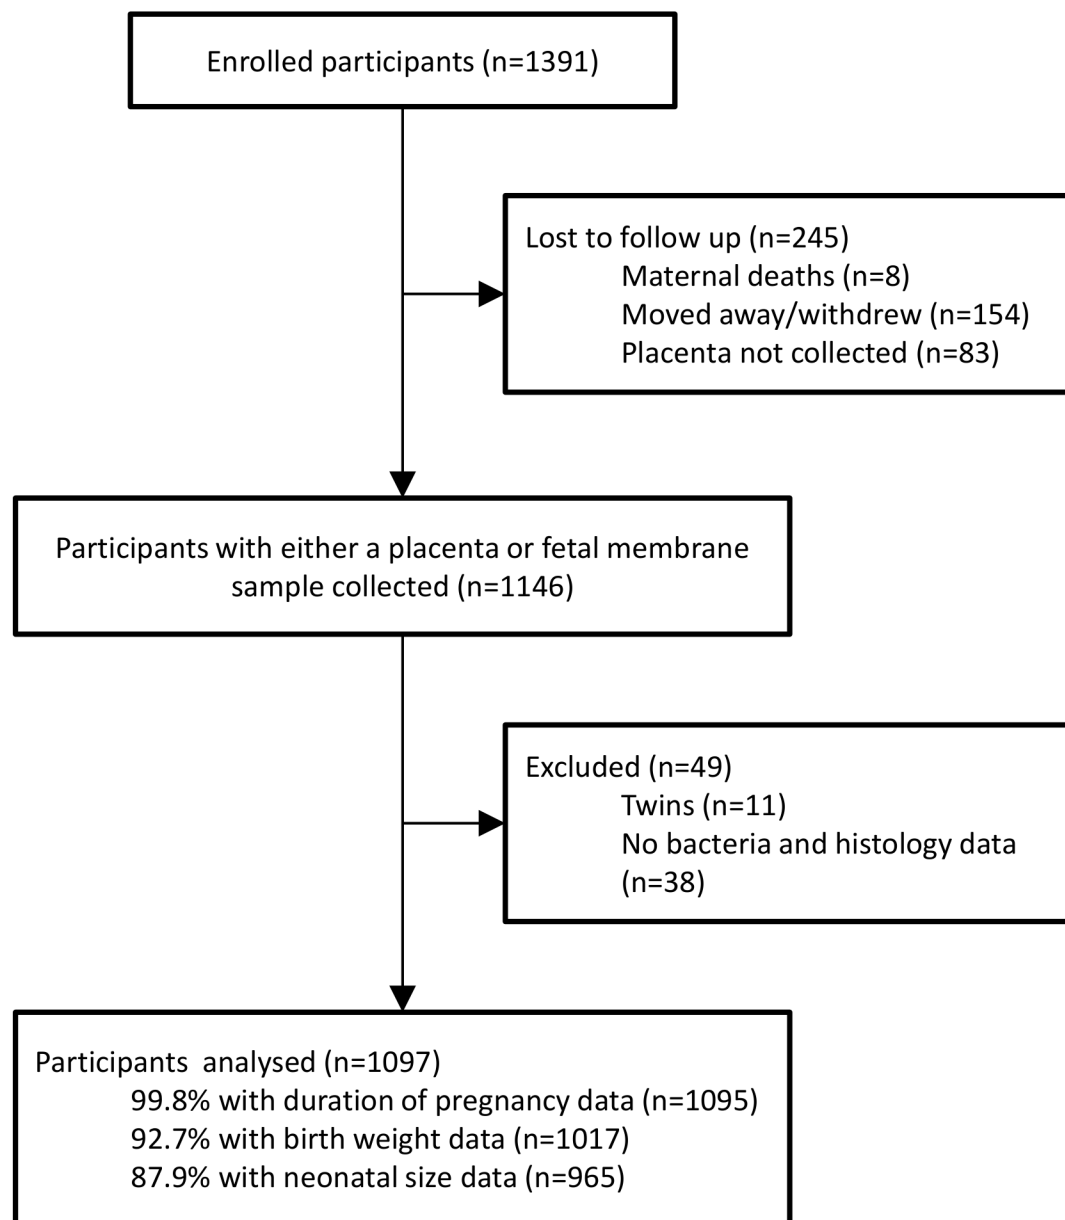 Enrolled participants (n=1391)
Lost to follow up (n=245)
Maternal deaths (n=8)
Moved away/withdrew (n=154)
Placenta not collected (n=83)
Participants with either a placenta or fetal membrane
sample collected (n=1146)
Excluded (n=49)
Twins (n=11)
No bacteria and histology data
(n=38)
Participants  analysed (n=1097)
99.8% with duration of pregnancy data (n=1095)
92.7% with birth weight data (n=1017)
87.9% with neonatal size data (n=965)